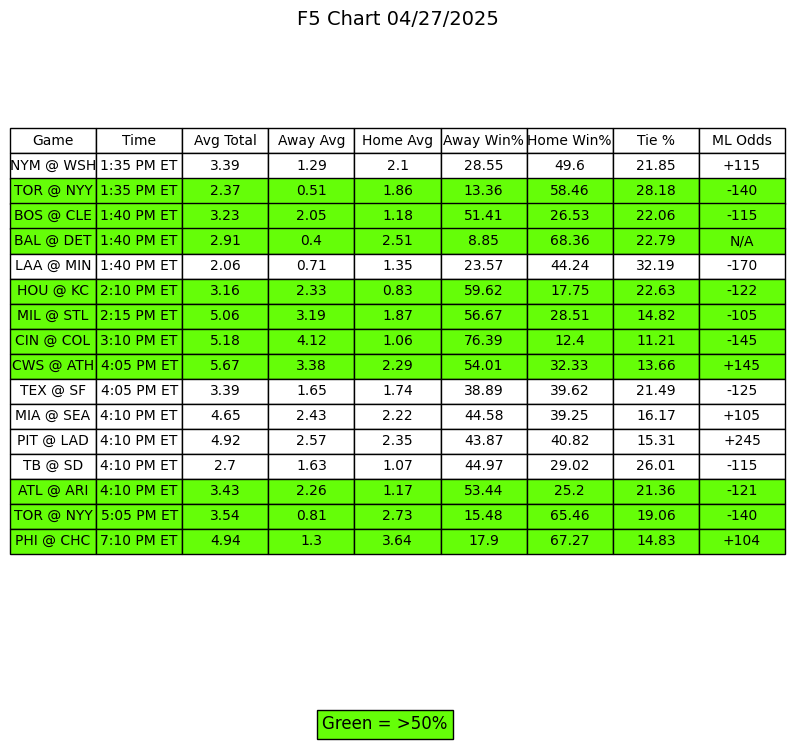 F5 Chart 04/27/2025
Game Time Avg Total Away Avg Home Avg Away Win% Home Win% Tie % ML Odds
NYM @ WSH 1:35 PM ET 3.39 1.29 2.1 28.55 49.6 21.85 +115
TOR @ NYY 1:35 PM ET 2.37 0.51 1.86 13.36 58.46 28.18 -140
BOS @ CLE 1:40 PM ET 3.23 2.05 1.18 51.41 26.53 22.06 -115
BAL @ DET 1:40 PM ET 2.91 0.4 2.51 8.85 68.36 22.79 N/A
LAA @ MIN 1:40 PM ET 2.06 0.71 1.35 23.57 44.24 32.19 -170
HOU @ KC 2:10 PM ET 3.16 2.33 0.83 59.62 17.75 22.63 -122
MIL @ STL 2:15 PM ET 5.06 3.19 1.87 56.67 28.51 14.82 -105
CIN @ COL 3:10 PM ET 5.18 4.12 1.06 76.39 12.4 11.21 -145
CWS @ ATH 4:05 PM ET 5.67 3.38 2.29 54.01 32.33 13.66 +145
TEX @ SF 4:05 PM ET 3.39 1.65 1.74 38.89 39.62 21.49 -125
MIA @ SEA 4:10 PM ET 4.65 2.43 2.22 44.58 39.25 16.17 +105
PIT @ LAD 4:10 PM ET 4.92 2.57 2.35 43.87 40.82 15.31 +245
TB @ SD 4:10 PM ET 2.7 1.63 1.07 44.97 29.02 26.01 -115
ATL @ ARI 4:10 PM ET 3.43 2.26 1.17 53.44 25.2 21.36 -121
TOR @ NYY 5:05 PM ET 3.54 0.81 2.73 15.48 65.46 19.06 -140
PHI @ CHC 7:10 PM ET 4.94 1.3 3.64 17.9 67.27 14.83 +104
Green = >50%